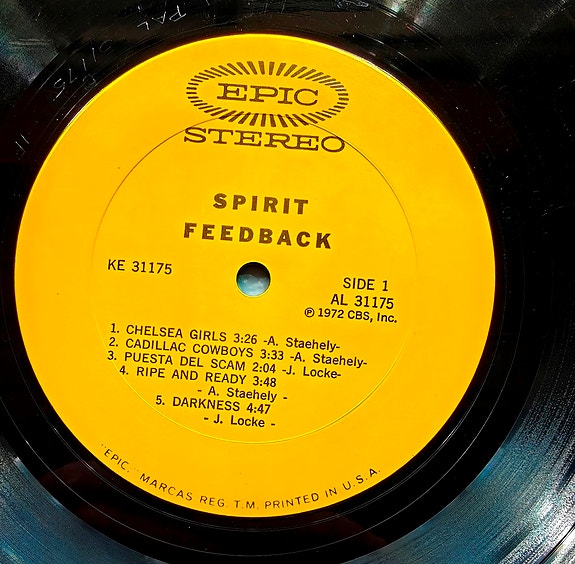 PAL
31175
EPIC
STEREO
SPIRIT
FEEDBACK
KE 31175
SIDE 1
AL 31175
℗ 1972 CBS, Inc.
1. CHELSEA GIRLS 3:26 -A. Staehely-
2. CADILLAC COWBOYS 3:33 -A. Staehely-
3. PUESTA DEL SCAM 2:04 -J. Locke-
4. RIPE AND READY 3:48
- A. Staehely -
5. DARKNESS 4:47
- J. Locke -
"EPIC," MARCAS REG. T.M. PRINTED IN U.S.A.